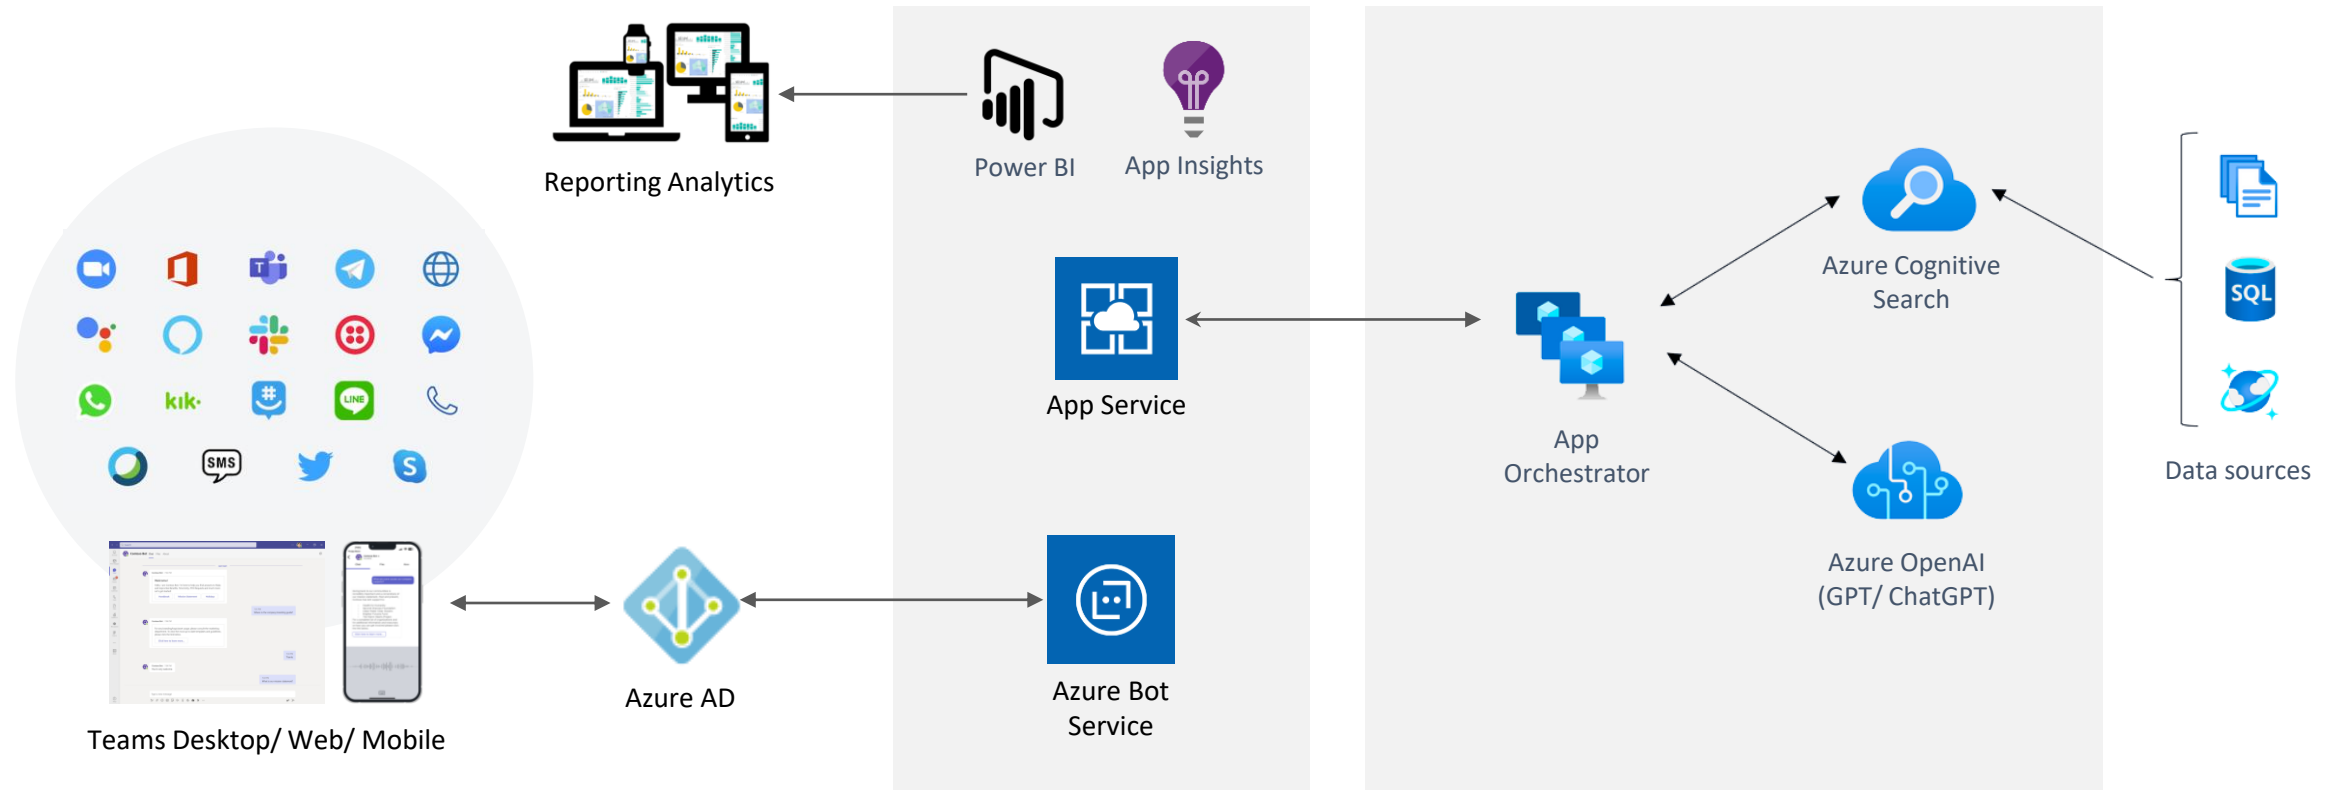 Reporting Analytics
Power BI
App Insights
Azure Cognitive
Search
SQL
App Service
App
Orchestrator
Data sources
kik
LINE
SMS
Azure OpenAI
(GPT/ ChatGPT)
Azure AD
Azure Bot
Service
Teams Desktop/ Web/ Mobile